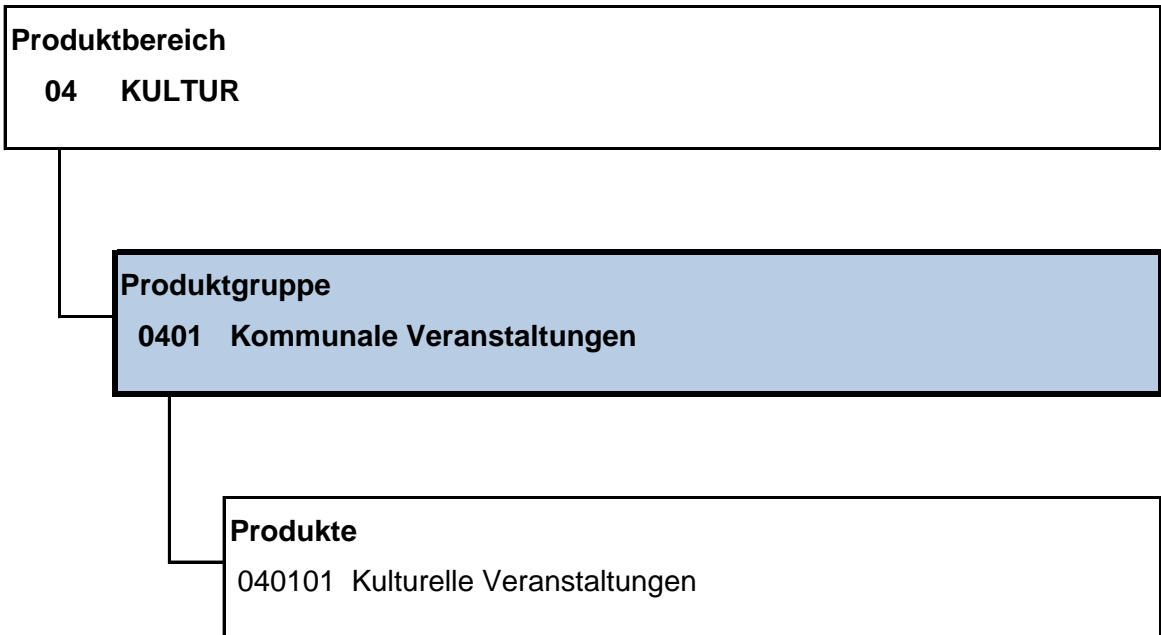 Produktbereich
04 KULTUR
Produktgruppe
0401 Kommunale Veranstaltungen
Produkte
040101 Kulturelle Veranstaltungen